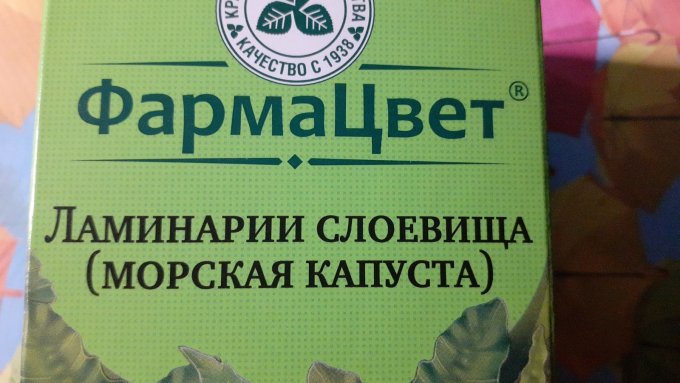 КАЧЕСТВО С 1938
ФармаЦвет®
Ламинарии слоевища
(морская капуста)